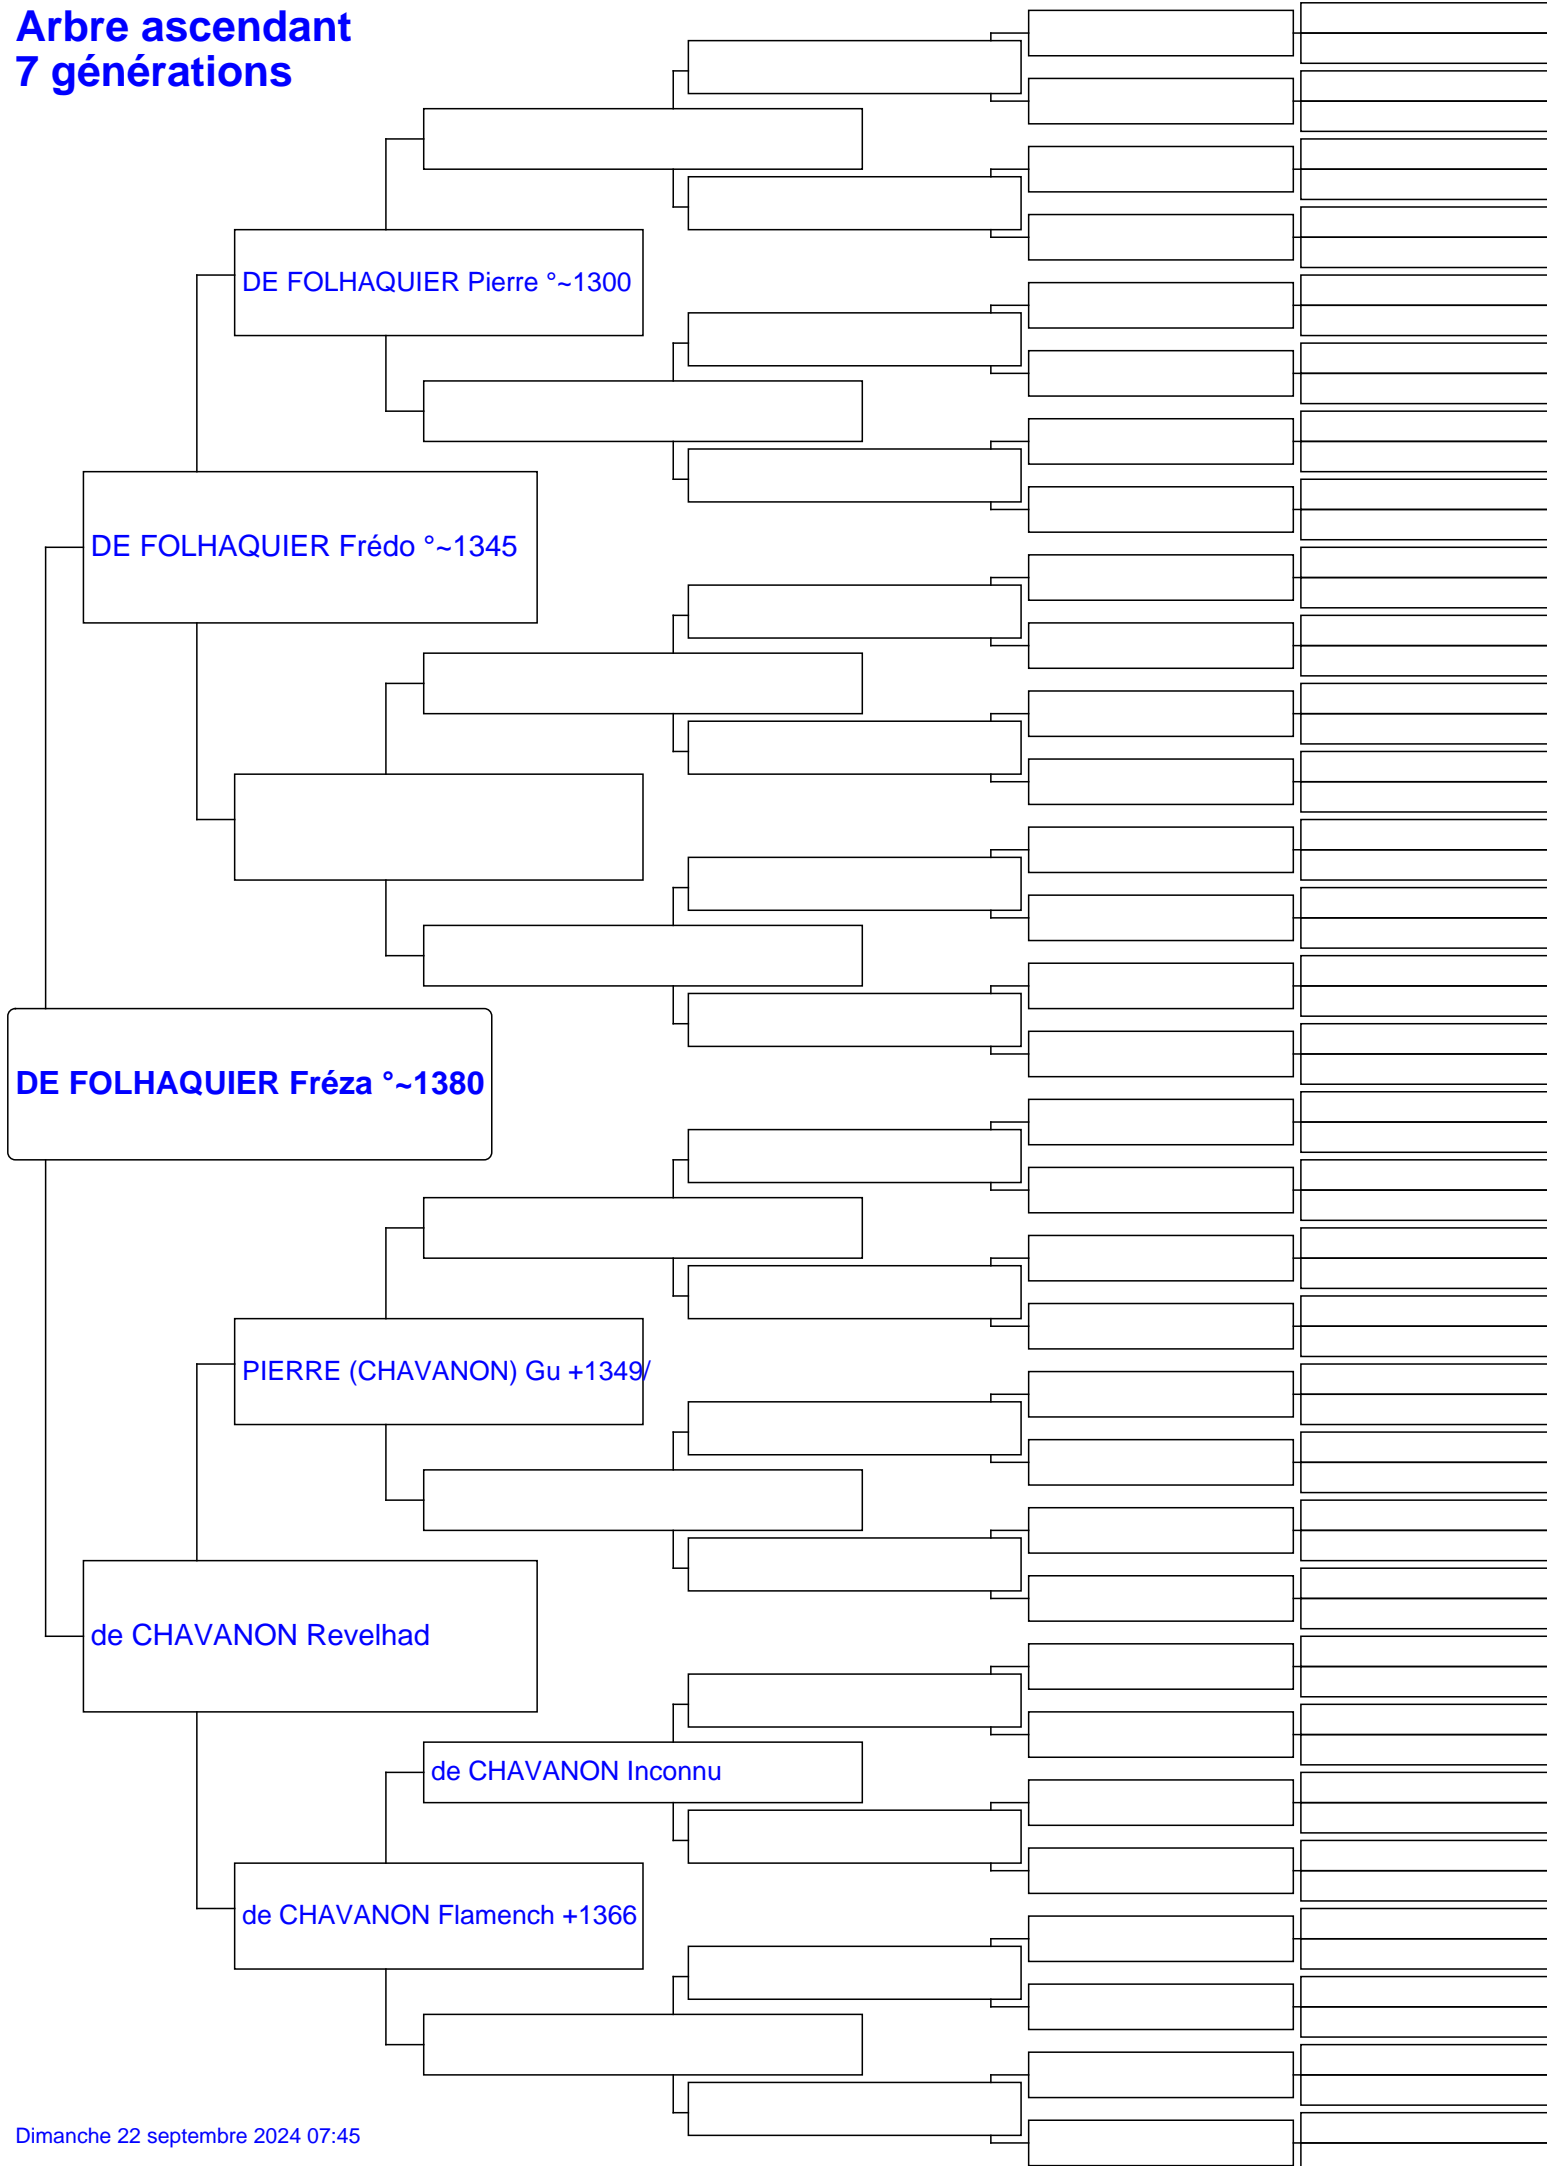 Arbre ascendant
7 générations
DE FOLHAQUIER Pierre °~1300
DE FOLHAQUIER Frédo °~1345
DE FOLHAQUIER Fréza °~1380
PIERRE (CHAVANON) Gu +1349/
de CHAVANON Revelhad
de CHAVANON Inconnu
de CHAVANON Flamench +1366
Dimanche 22 septembre 2024 07:45